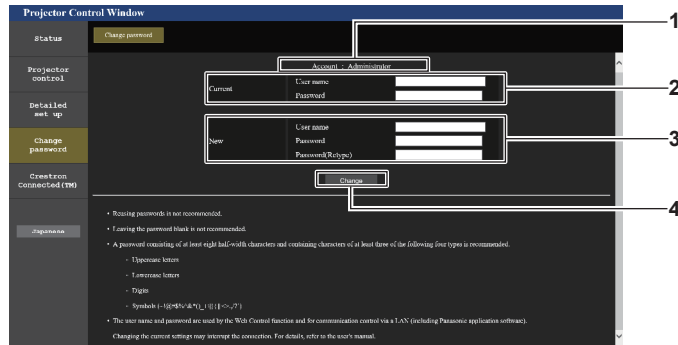 Projector Control Window
1
Status
Change password
Account : Administrator
Projector
control
Current
User name
Password
2
Detailed
set up
New
User name
Password
Password(Retype)
3
Change
password
Change
4
Crestron
Connected(TM)
Japanese
• Reusing passwords is not recommended.
• Leaving the password blank is not recommended.
• A password consisting of at least eight half-width characters and containing characters of at least three of the following four types is recommended.
- Uppercase letters
- Lowercase letters
- Digits
- Symbols
• The user name and password are used by the Web Control function and for communication control via a LAN (including Panasonic application software).
Changing the current settings may interrupt the connection. For details, refer to the user's manual.